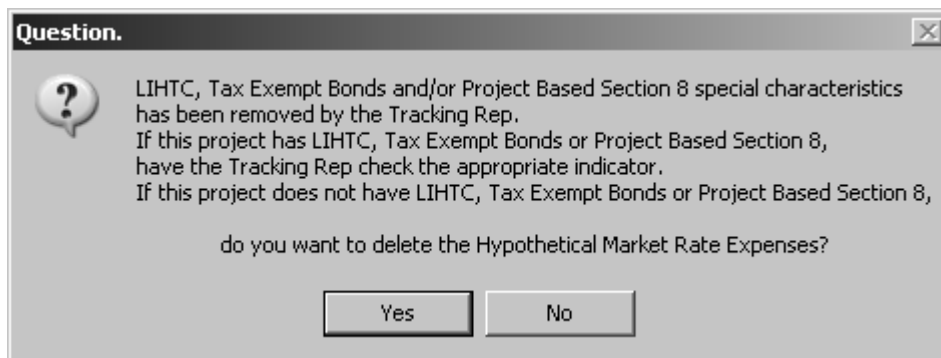 Question.
LIHTC, Tax Exempt Bonds and/or Project Based Section 8 special characteristics
has been removed by the Tracking Rep.
If this project has LIHTC, Tax Exempt Bonds or Project Based Section 8,
have the Tracking Rep check the appropriate indicator.
If this project does not have LIHTC, Tax Exempt Bonds or Project Based Section 8,
do you want to delete the Hypothetical Market Rate Expenses?
Yes No